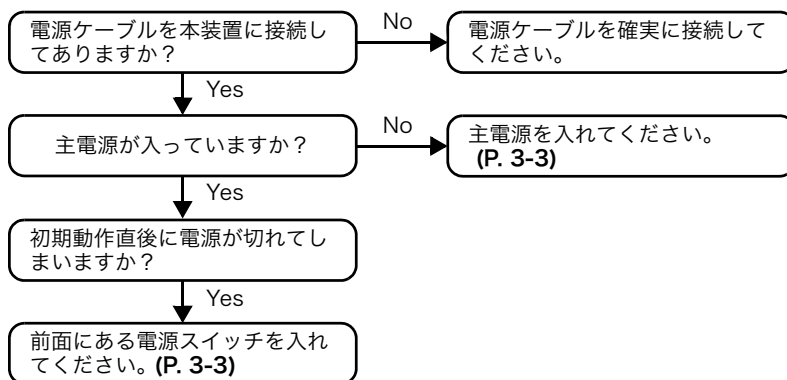 電源ケーブルを本装置に接続し
てありますか？
No
電源ケーブルを確実に接続して
ください。
Yes
主電源が入っていますか？
No
主電源を入れてください。
(P. 3-3)
Yes
初期動作直後に電源が切れてし
まいますか？
Yes
前面にある電源スイッチを入れ
てください。(P. 3-3)